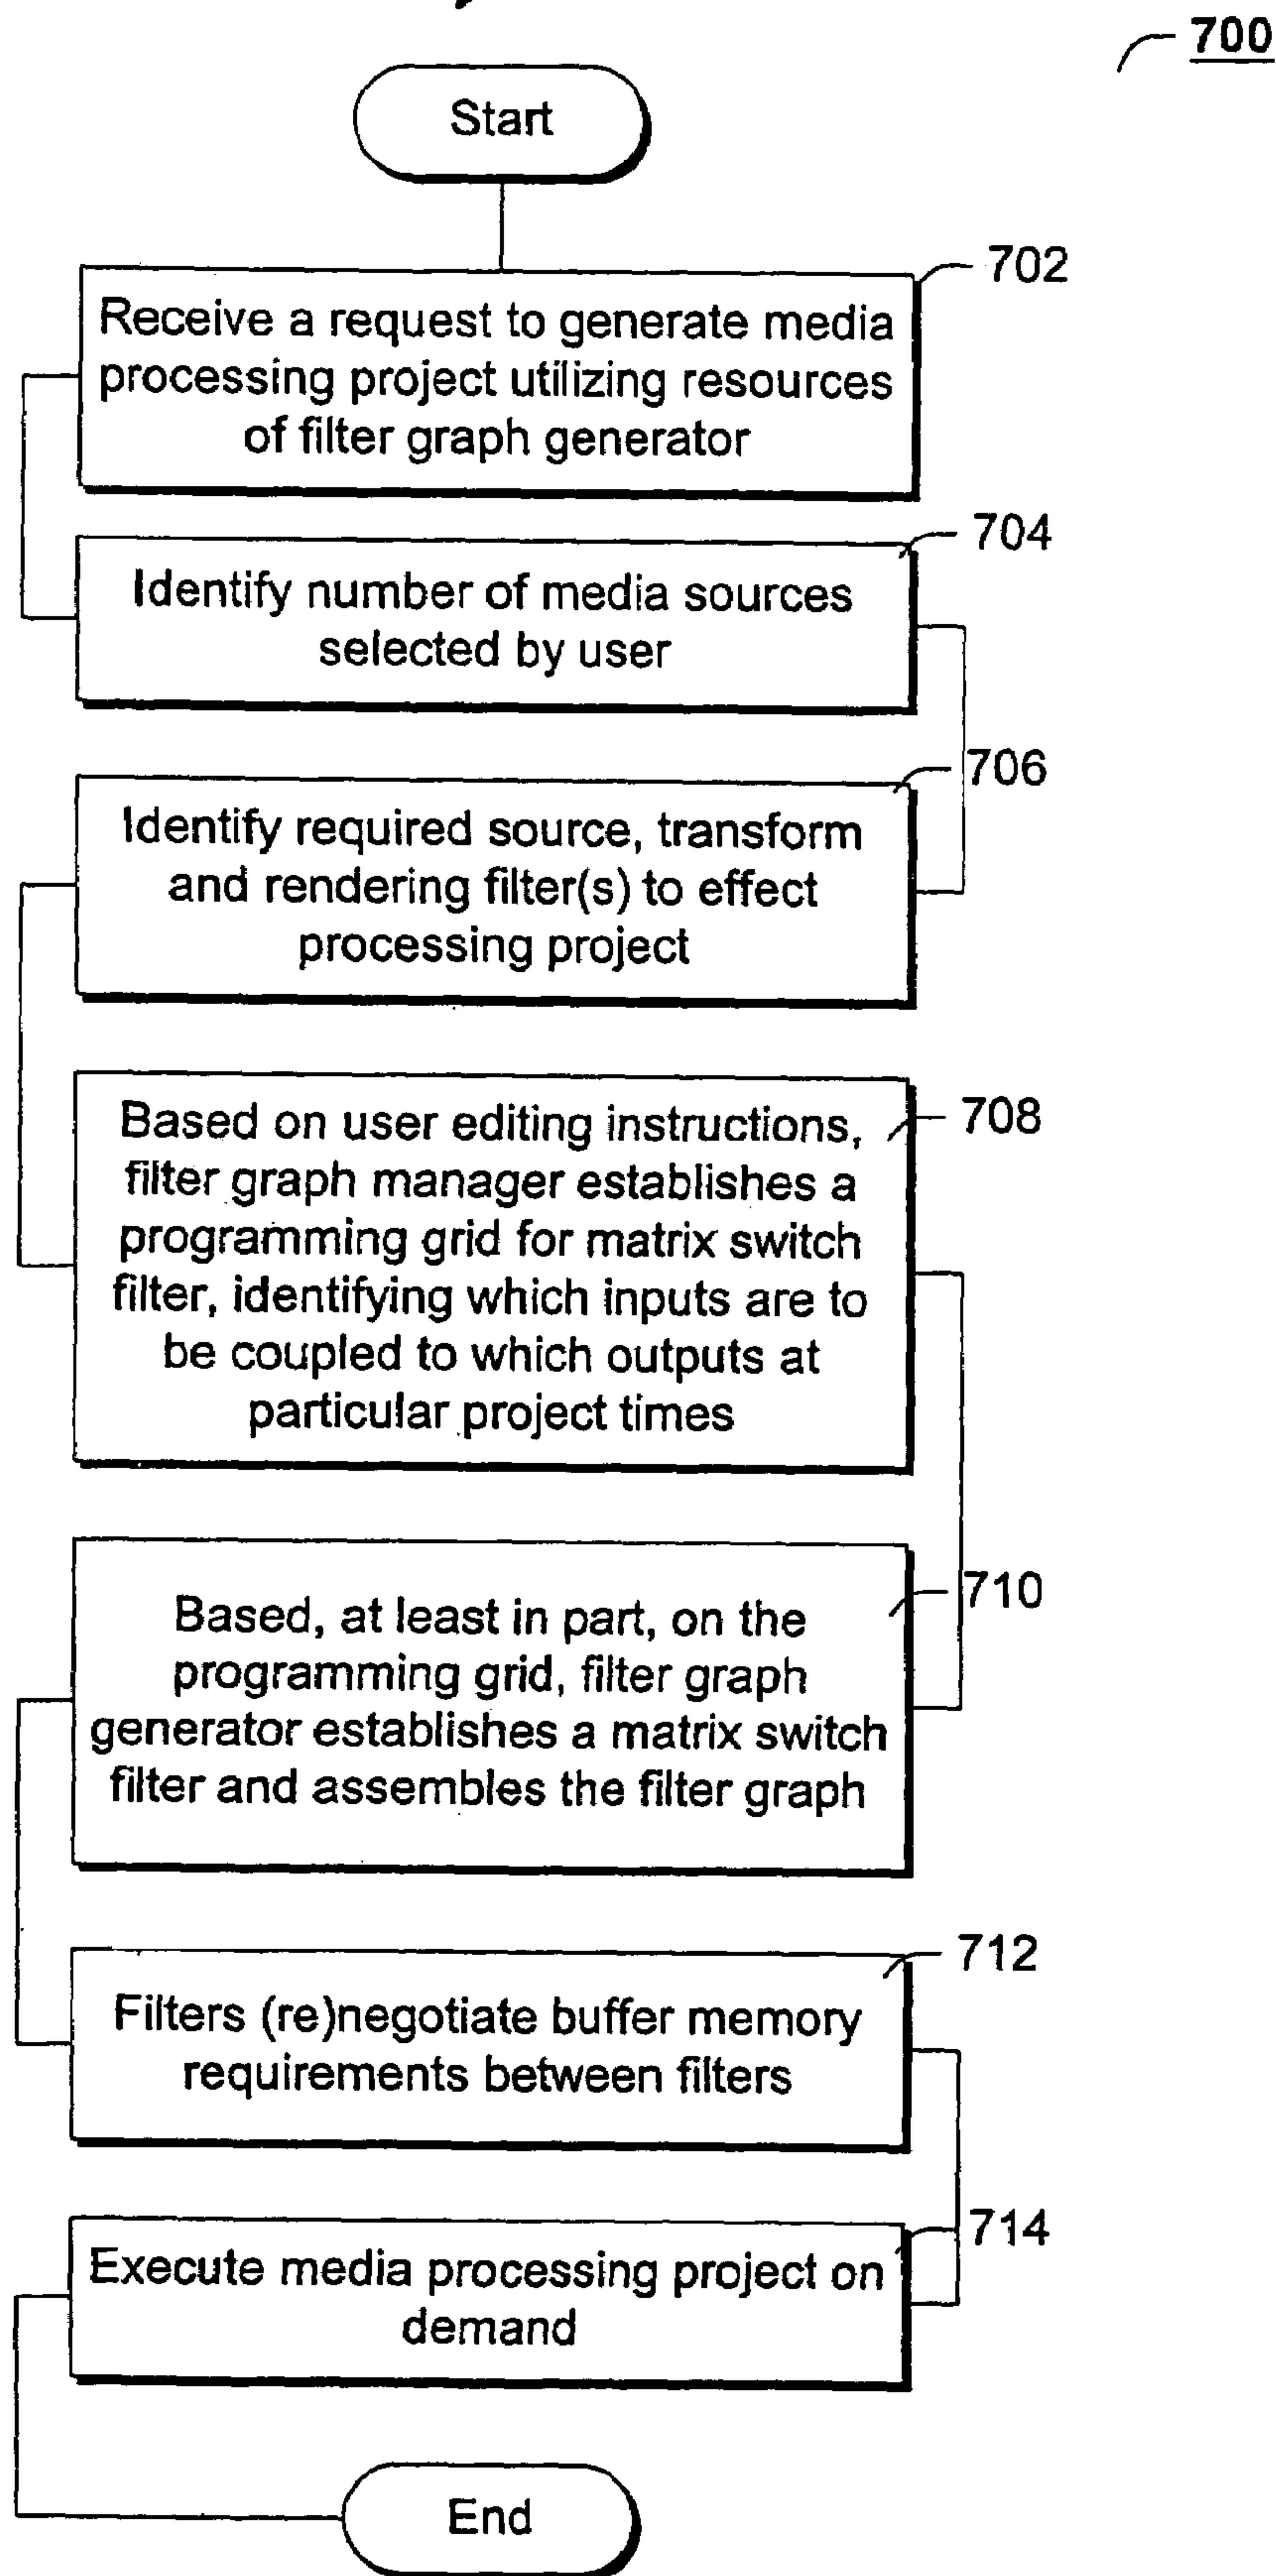 700
Start
702
Receive a request to generate media
processing project utilizing resources
of filter graph generator
704
Identify number of media sources
selected by user
706
Identify required source, transform
and rendering filter(s) to effect
processing project
708
Based on user editing instructions,
filter graph manager establishes a
programming grid for matrix switch
filter, identifying which inputs are to
be coupled to which outputs at
particular project times
710
Based, at least in part, on the
programming grid, filter graph
generator establishes a matrix switch
filter and assembles the filter graph
712
Filters (re)negotiate buffer memory
requirements between filters
714
Execute media processing project on
demand
End